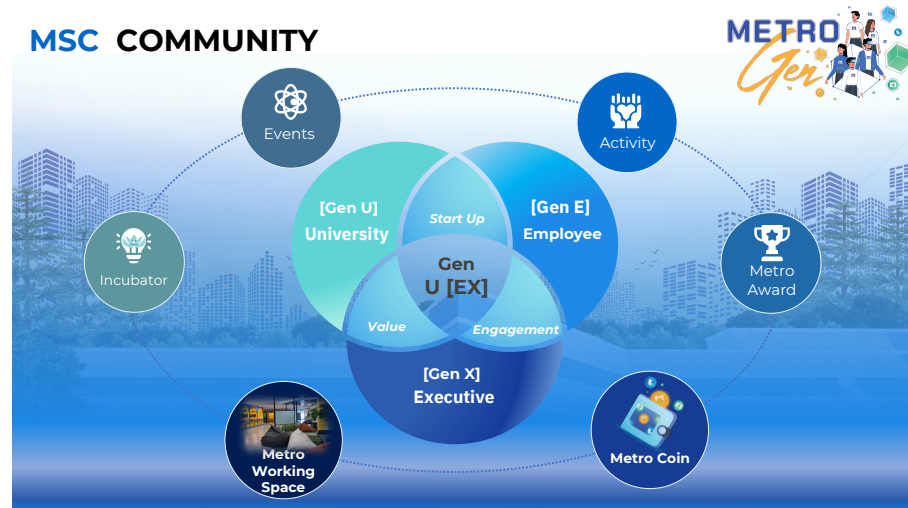 MSC COMMUNITY
METRO
Gen
Events
Activity
[Gen U]
University
Start Up
[Gen E]
Employee
Incubator
Gen
U [EX]
Metro
Award
Value
Engagement
[Gen X]
Executive
Metro
Working
Space
Metro Coin